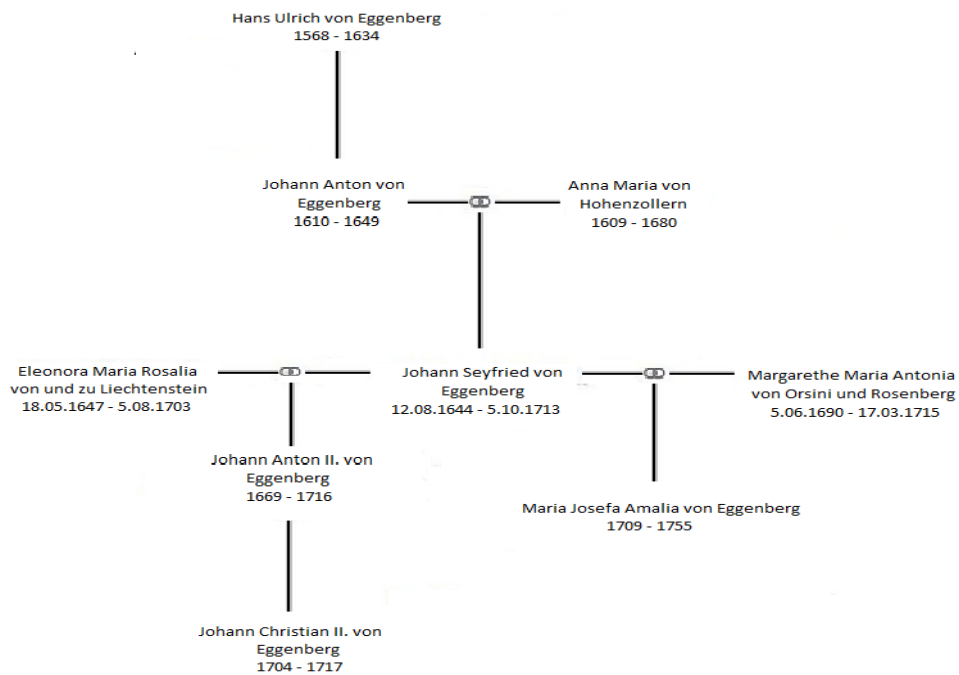 Hans Ulrich von Eggenberg
1568 - 1634
Johann Anton von
Eggenberg
1610 - 1649
Anna Maria von
Hohenzollern
1609 - 1680
Eleonora Maria Rosalia
von und zu Liechtenstein
18.05.1647 - 5.08.1703
Johann Seyfried von
Eggenberg
12.08.1644 - 5.10.1713
Margarethe Maria Antonia
von Orsini und Rosenberg
5.06.1690 - 17.03.1715
Johann Anton II. von
Eggenberg
1669 - 1716
Maria Josefa Amalia von Eggenberg
1709 - 1755
Johann Christian II. von
Eggenberg
1704 - 1717